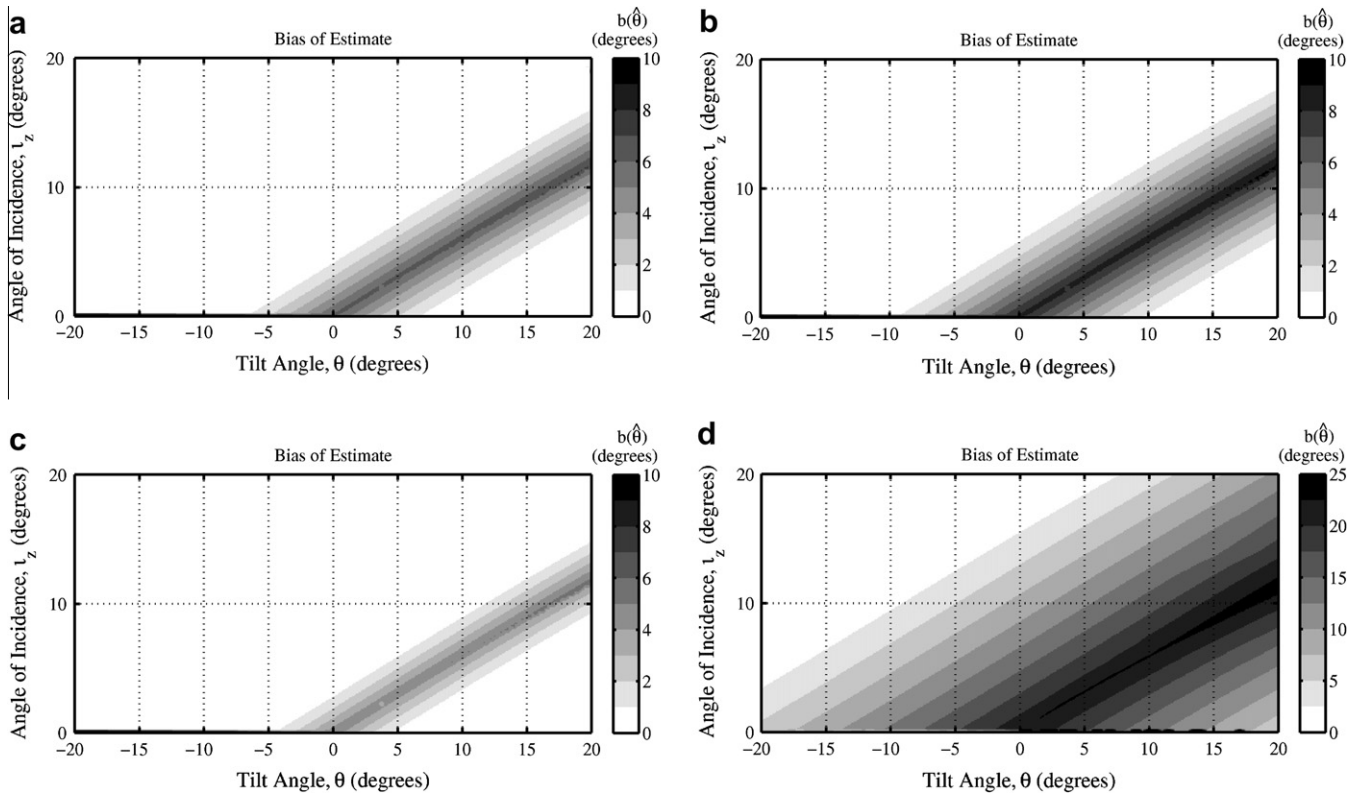 a
Bias of Estimate
b(θ̂)
(degrees)
20
10
0
Angle of Incidence, ι_z (degrees)
−20 −15 −10 −5 0 5 10 15 20
Tilt Angle, θ (degrees)
10
8
6
4
2
0
b
Bias of Estimate
b(θ̂)
(degrees)
20
10
0
Angle of Incidence, ι_z (degrees)
−20 −15 −10 −5 0 5 10 15 20
Tilt Angle, θ (degrees)
10
8
6
4
2
0
c
Bias of Estimate
b(θ̂)
(degrees)
20
10
0
Angle of Incidence, ι_z (degrees)
−20 −15 −10 −5 0 5 10 15 20
Tilt Angle, θ (degrees)
10
8
6
4
2
0
d
Bias of Estimate
b(θ̂)
(degrees)
20
10
0
Angle of Incidence, ι_z (degrees)
−20 −15 −10 −5 0 5 10 15 20
Tilt Angle, θ (degrees)
25
20
15
10
5
0